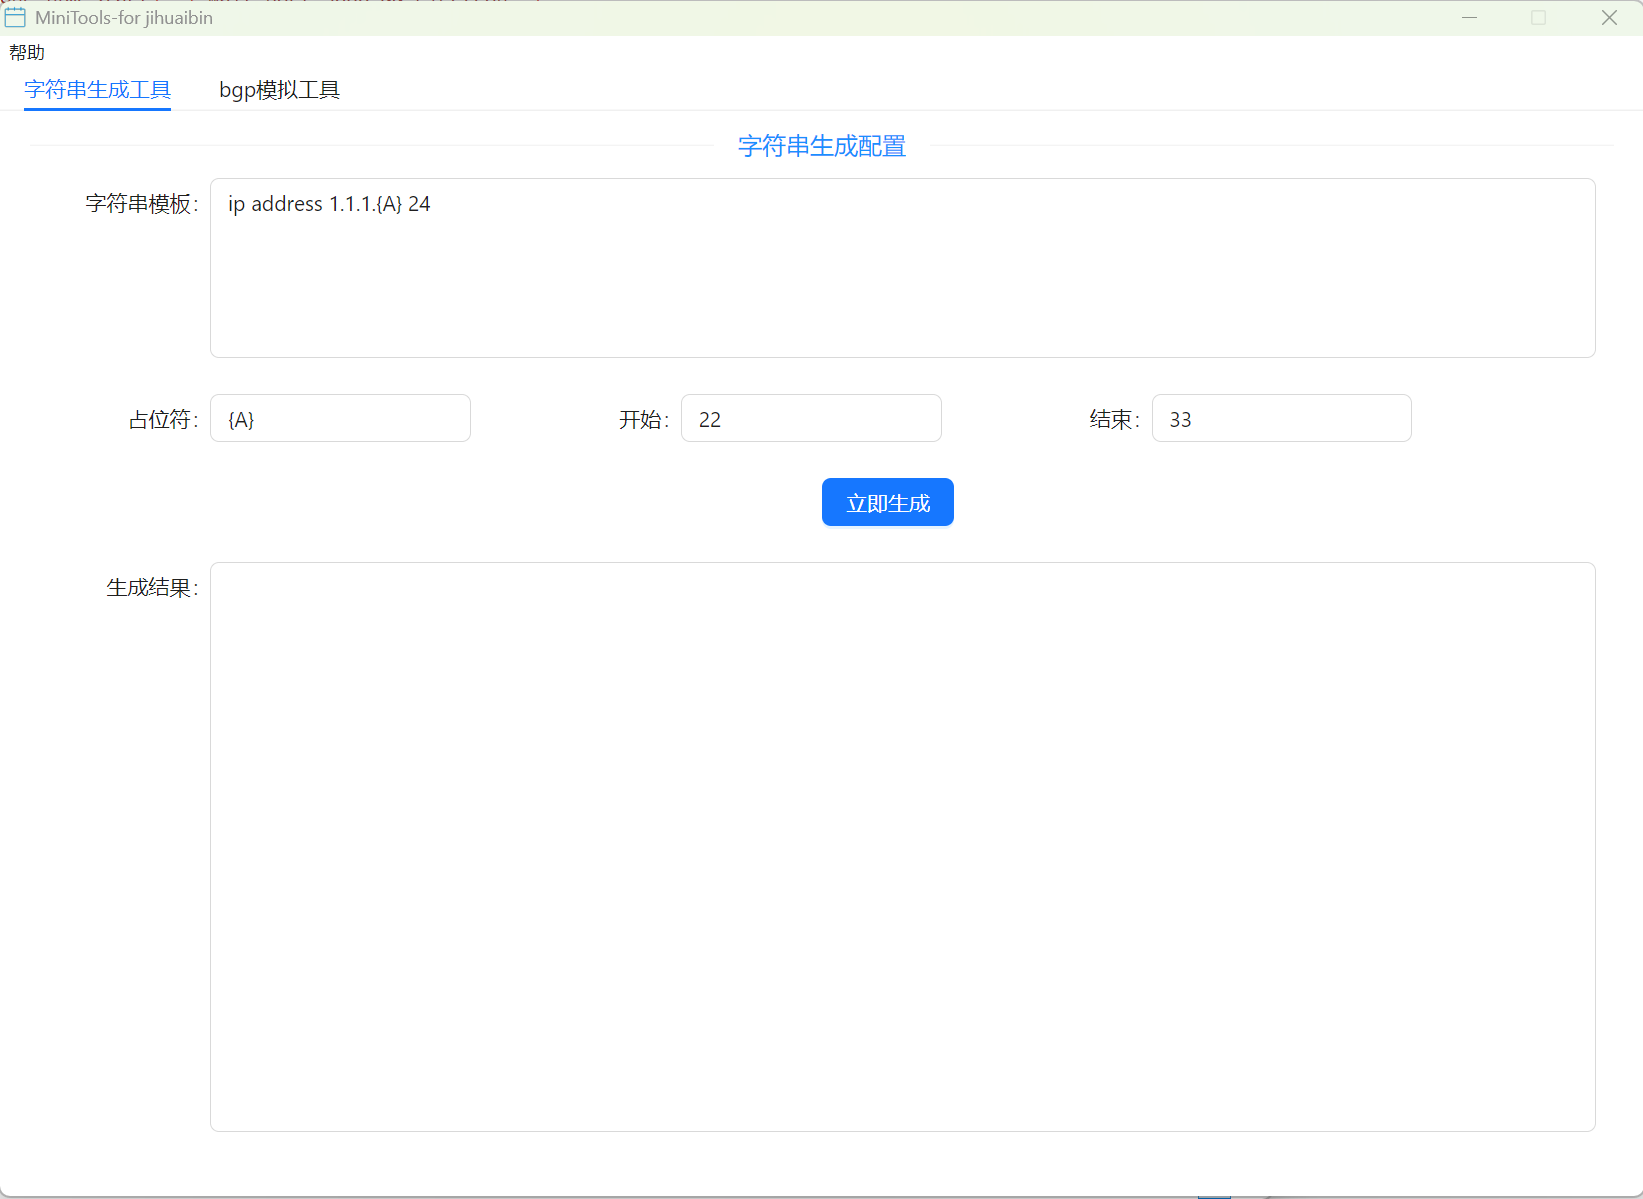 MiniTools-for jihuaibin
帮助
字符串生成工具 bgp模拟工具
字符串生成配置
字符串模板: ip address 1.1.1.{A} 24
占位符: {A} 开始: 22 结束: 33
立即生成
生成结果: